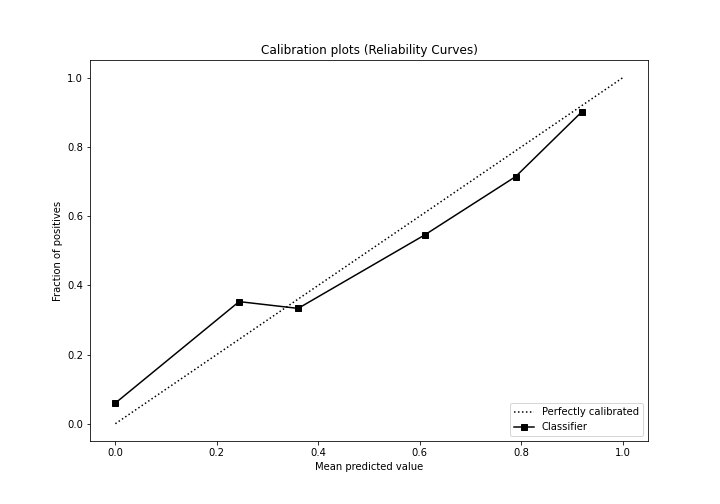 Calibration plots (Reliability Curves)
1.0
0.8
0.6
0.4
0.2
0.0
Fraction of positives
0.0 0.2 0.4 0.6 0.8 1.0
Mean predicted value
Perfectly calibrated
Classifier